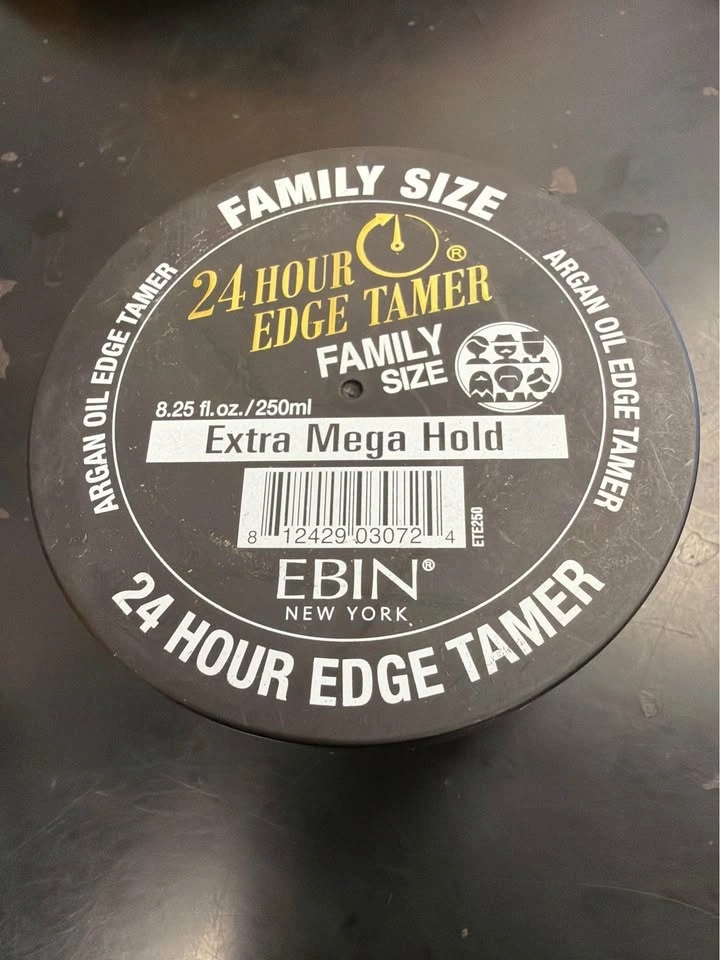 FAMILY SIZE
ARGAN OIL EDGE TAMER
ARGAN OIL EDGE TAMER
24 HOUR ®
EDGE TAMER
FAMILY
SIZE
8.25 fl.oz./250ml
Extra Mega Hold
8 12429 03072 4
ETE250
EBIN®
NEW YORK
24 HOUR EDGE TAMER